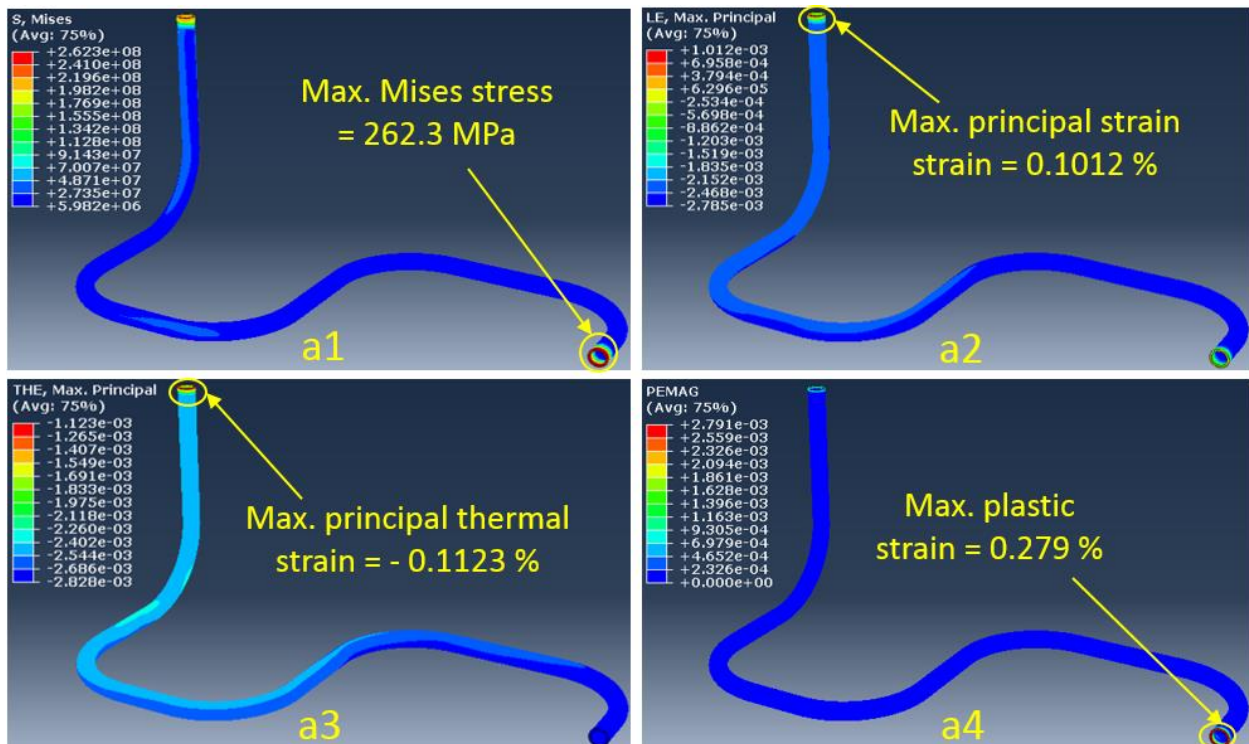 S, Mises
(Avg: 75%)
+2.623e+08
+2.410e+08
+2.196e+08
+1.982e+08
+1.769e+08
+1.555e+08
+1.342e+08
+1.128e+08
+9.143e+07
+7.007e+07
+4.871e+07
+2.735e+07
+5.982e+06
Max. Mises stress
= 262.3 MPa
a1
LE, Max. Principal
(Avg: 75%)
+1.012e-03
+6.958e-04
+3.794e-04
+6.296e-05
-2.534e-04
-5.698e-04
-8.862e-04
-1.203e-03
-1.519e-03
-1.835e-03
-2.152e-03
-2.468e-03
-2.785e-03
Max. principal strain
strain = 0.1012 %
a2
THE, Max. Principal
(Avg: 75%)
-1.123e-03
-1.265e-03
-1.407e-03
-1.549e-03
-1.691e-03
-1.833e-03
-1.975e-03
-2.118e-03
-2.260e-03
-2.402e-03
-2.544e-03
-2.686e-03
-2.828e-03
Max. principal thermal
strain = - 0.1123 %
a3
PEMAG
(Avg: 75%)
+2.791e-03
+2.559e-03
+2.326e-03
+2.094e-03
+1.861e-03
+1.628e-03
+1.396e-03
+1.163e-03
+9.305e-04
+6.979e-04
+4.652e-04
+2.326e-04
+0.000e+00
Max. plastic
strain = 0.279 %
a4